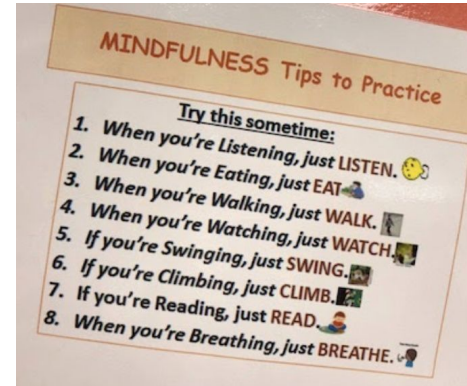 MINDFULNESS Tips to Practice
Try this sometime:
1. When you're Listening, just LISTEN.
2. When you're Eating, just EAT
3. When you're Walking, just WALK.
4. When you're Watching, just WATCH.
5. If you're Swinging, just SWING.
6. If you're Climbing, just CLIMB.
7. If you're Reading, just READ.
8. When you're Breathing, just BREATHE.